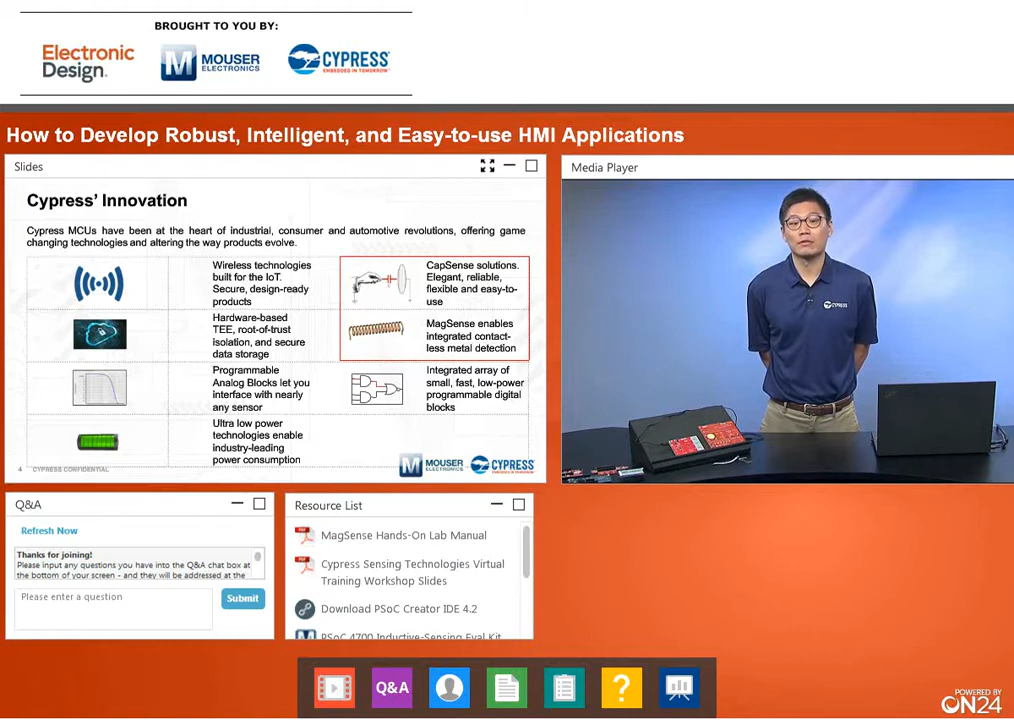 BROUGHT TO YOU BY:
Electronic
Design.
M MOUSER
ELECTRONICS
CYPRESS
EMBEDDED IN TOMORROW
How to Develop Robust, Intelligent, and Easy-to-use HMI Applications
Slides
Cypress' Innovation
Cypress MCUs have been at the heart of industrial, consumer and automotive revolutions, offering game
changing technologies and altering the way products evolve.
Wireless technologies
built for the IoT.
Secure, design-ready
products
CapSense solutions.
Elegant, reliable,
flexible and easy-to-
use
Hardware-based
TEE, root-of-trust
isolation, and secure
data storage
MagSense enables
integrated contact-
less metal detection
Programmable
Analog Blocks let you
interface with nearly
any sensor
Integrated array of
small, fast, low-power
programmable digital
blocks
Ultra low power
technologies enable
industry-leading
power consumption
4 CYPRESS CONFIDENTIAL
M MOUSER
ELECTRONICS
CYPRESS
Media Player
CYPRESS
Q&A
Refresh Now
Thanks for joining!
Please input any questions you have into the Q&A chat box at
the bottom of your screen - and they will be addressed at the
Please enter a question
Submit
Resource List
MagSense Hands-On Lab Manual
Cypress Sensing Technologies Virtual
Training Workshop Slides
Download PSoC Creator IDE 4.2
PSoC 4700 Inductive-Sensing Eval Kit
Q&A
?
POWERED BY
ON24